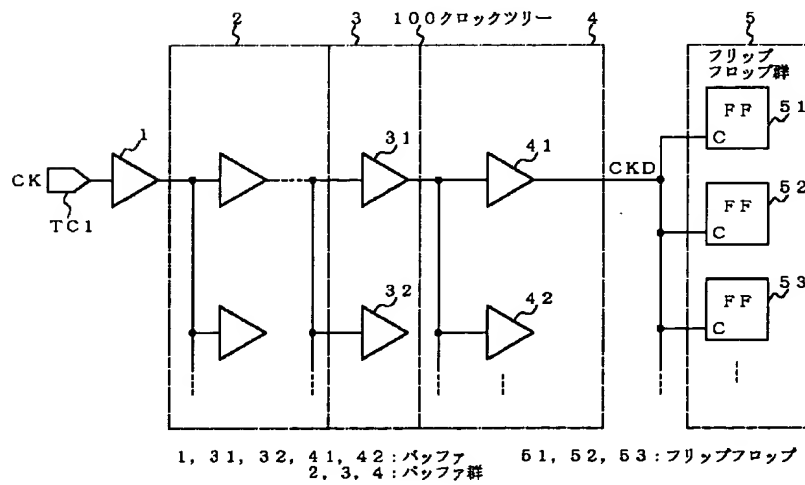 2 3 100クロックツリー 4 5
フリップ
フロップ群
1 31 41 FF 51
C
CK CKD
TC1 FF 52
C
32 42 FF 53
C
1, 31, 32, 41, 42:バッファ 51, 52, 53:フリップフロップ
2, 3, 4:バッファ群